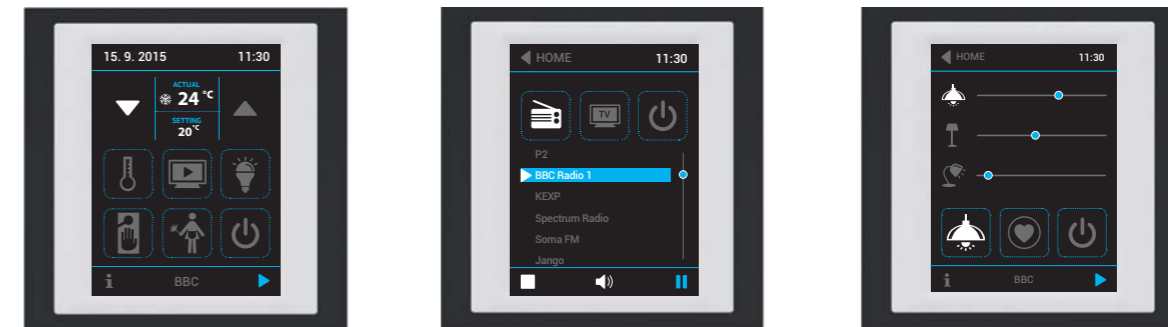 15. 9. 2015 11:30
ACTUAL
24 °C
SETTING
20 °C
i BBC
HOME 11:30
TV
P2
BBC Radio 1
KEXP
Spectrum Radio
Soma FM
Jango
HOME 11:30
i BBC